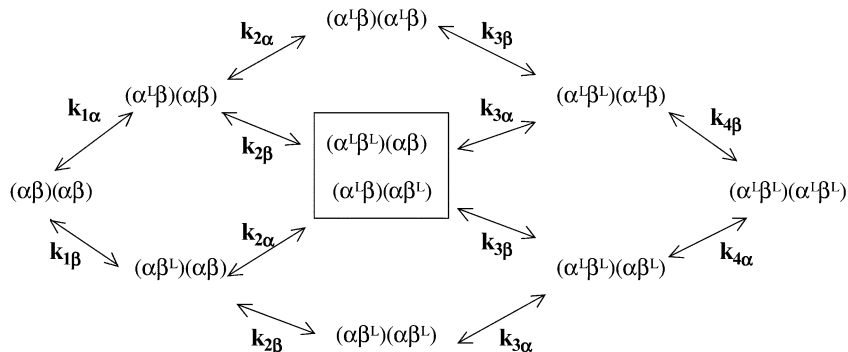 (αᴸβ)(αᴸβ)
k2α
k3β
(αᴸβ)(αβ)
(αᴸβᴸ)(αᴸβ)
k1α
k3α
k4β
k2β
(αᴸβᴸ)(αβ)
(αβ)(αβ)
(αᴸβ)(αβᴸ)
(αᴸβᴸ)(αᴸβᴸ)
k2α
k1β
k3β
(αβᴸ)(αβ)
(αᴸβᴸ)(αβᴸ)
k4α
k2β
(αβᴸ)(αβᴸ)
k3α